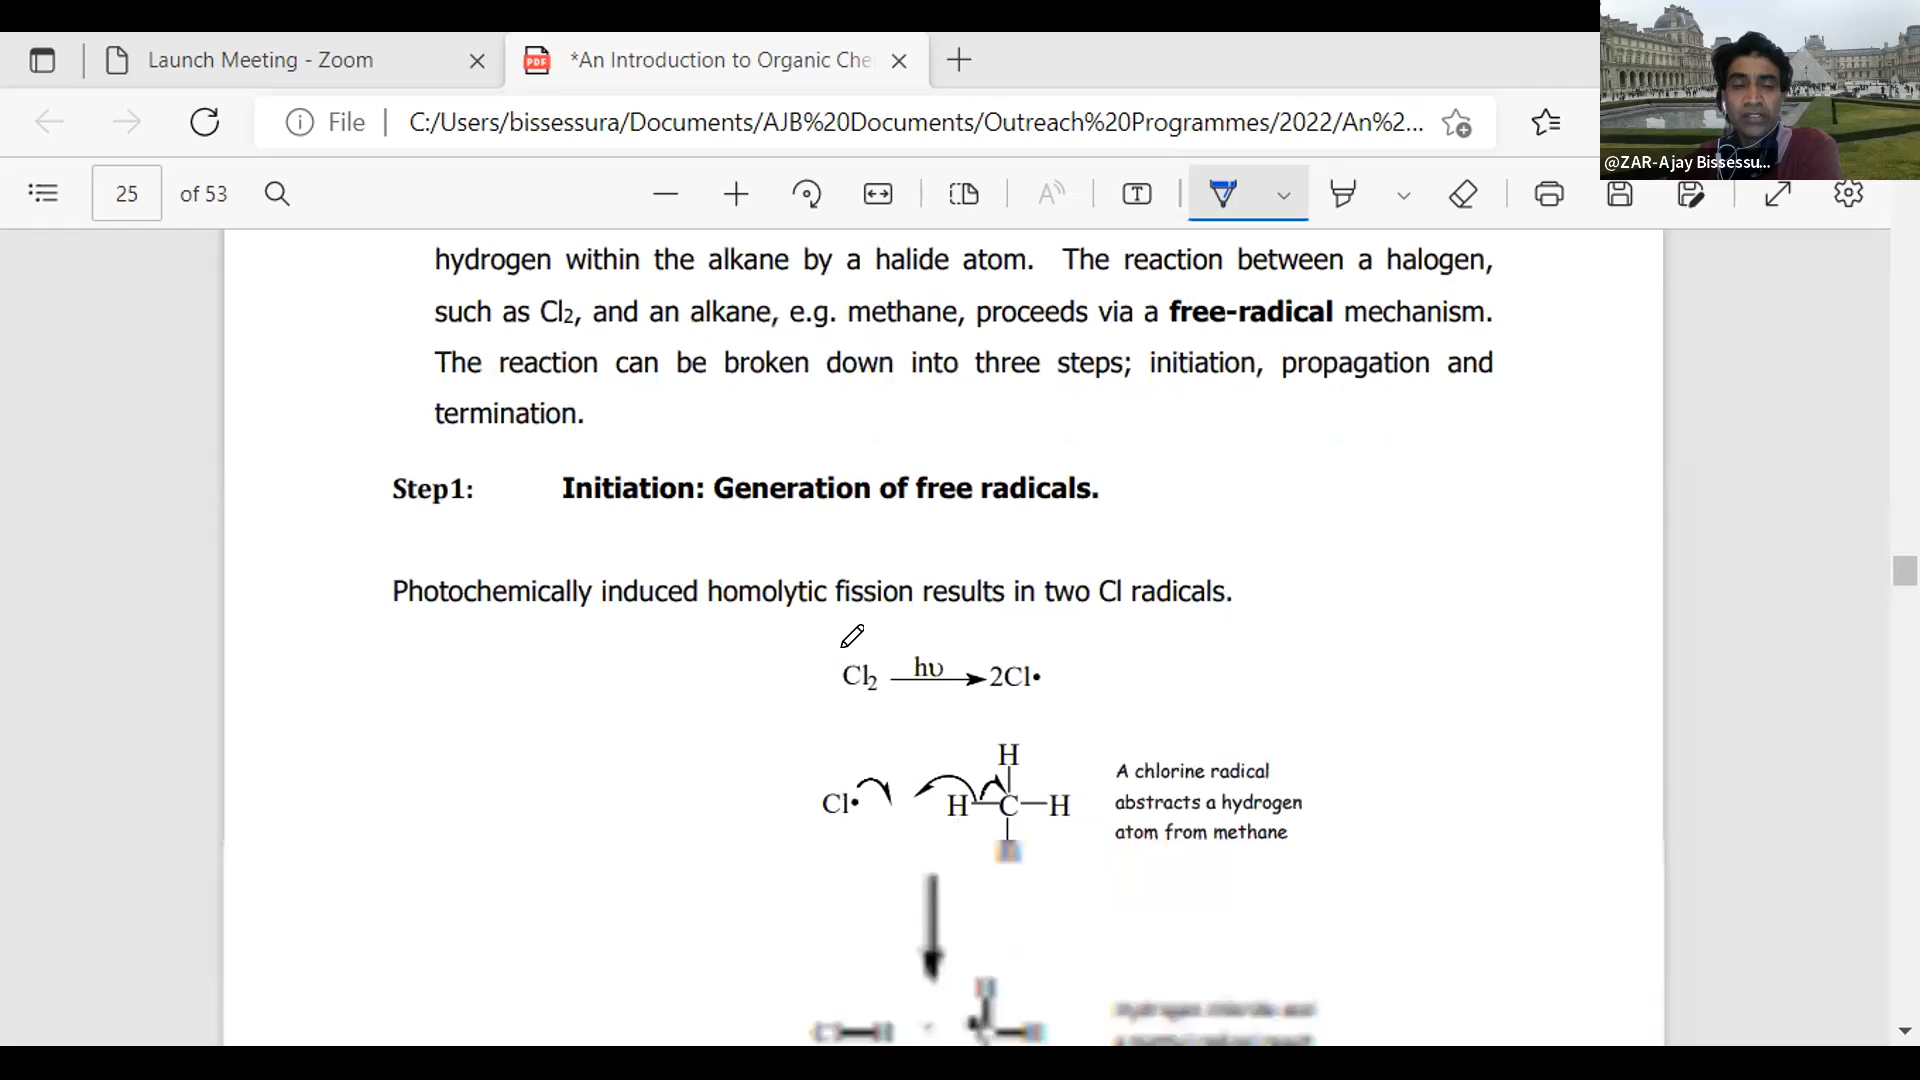 Launch Meeting - Zoom
*An Introduction to Organic Che
File
C:/Users/bissessura/Documents/AJB%20Documents/Outreach%20Programmes/2022/An%2...
@ZAR-Ajay Bissessu...
25 of 53
hydrogen within the alkane by a halide atom. The reaction between a halogen,
such as Cl2, and an alkane, e.g. methane, proceeds via a free-radical mechanism.
The reaction can be broken down into three steps; initiation, propagation and
termination.
Step1: Initiation: Generation of free radicals.
Photochemically induced homolytic fission results in two Cl radicals.
Cl2 hυ 2Cl•
H
Cl• H C H
A chlorine radical
abstracts a hydrogen
atom from methane